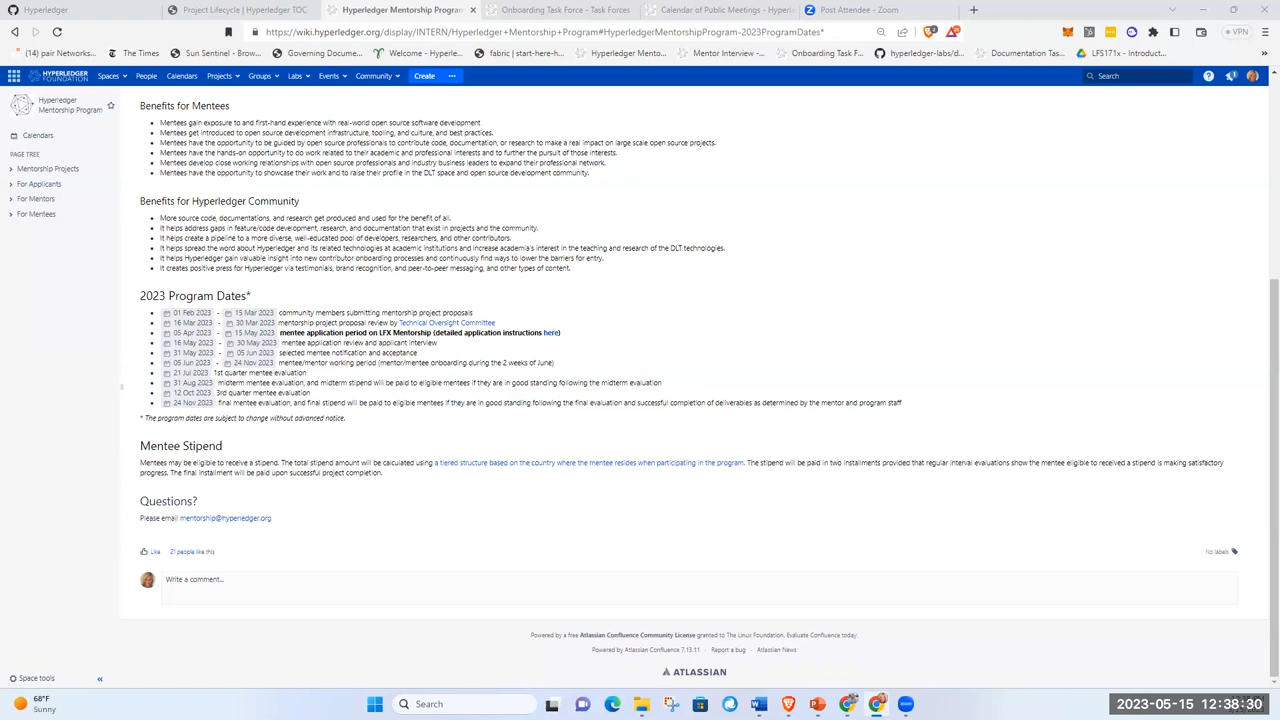 Hyperledger
Project Lifecycle | Hyperledger TOC
Hyperledger Mentorship Program
Onboarding Task Force - Task Forces
Calendar of Public Meetings - Hyperl
Post Attendee - Zoom
https://wiki.hyperledger.org/display/INTERN/Hyperledger+Mentorship+Program#HyperledgerMentorshipProgram-2023ProgramDates*
VPN
(14) pair Networks...
The Times
Sun Sentinel - Brow...
Governing Docume...
Welcome - Hyperle...
fabric | start-here-h...
Hyperledger Mento...
Mentor Interview -...
Onboarding Task F...
hyperledger-labs/d...
Documentation Tas...
LFS171x - Introduct...
HYPERLEDGER FOUNDATION
Spaces People Calendars Projects Groups Labs Events Community Create ... Search
Hyperledger
Mentorship Program
Calendars
PAGE TREE
Mentorship Projects
For Applicants
For Mentors
For Mentees
Benefits for Mentees
Mentees gain exposure to and first-hand experience with real-world open source software development
Mentees get introduced to open source development infrastructure, tooling, and culture, and best practices.
Mentees have the opportunity to be guided by open source professionals to contribute code, documentation, or research to make a real impact on large scale open source projects.
Mentees have the hands-on opportunity to do work related to their academic and professional interests and to further the pursuit of those interests.
Mentees develop close working relationships with open source professionals and industry business leaders to expand their professional network.
Mentees have the opportunity to showcase their work and to raise their profile in the DLT space and open source development community.
Benefits for Hyperledger Community
More source code, documentations, and research get produced and used for the benefit of all.
It helps address gaps in feature/code development, research, and documentation that exist in projects and the community.
It helps create a pipeline to a more diverse, well-educated pool of developers, researchers, and other contributors.
It helps spread the word about Hyperledger and its related technologies at academic institutions and increase academia's interest in the teaching and research of the DLT technologies.
It helps Hyperledger gain valuable insight into new contributor onboarding processes and continuously find ways to lower the barriers for entry.
It creates positive press for Hyperledger via testimonials, brand recognition, and peer-to-peer messaging, and other types of content.
2023 Program Dates*
01 Feb 2023 - 15 Mar 2023 community members submitting mentorship project proposals
16 Mar 2023 - 30 Mar 2023 mentorship project proposal review by Technical Oversight Committee
05 Apr 2023 - 15 May 2023 mentee application period on LFX Mentorship (detailed application instructions here)
16 May 2023 - 30 May 2023 mentee application review and applicant interview
31 May 2023 - 05 Jun 2023 selected mentee notification and acceptance
05 Jun 2023 - 24 Nov 2023 mentee/mentor working period (mentor/mentee onboarding during the 2 weeks of June)
21 Jul 2023 1st quarter mentee evaluation
31 Aug 2023 midterm mentee evaluation, and midterm stipend will be paid to eligible mentees if they are in good standing following the midterm evaluation
12 Oct 2023 3rd quarter mentee evaluation
24 Nov 2023 final mentee evaluation, and final stipend will be paid to eligible mentees if they are in good standing following the final evaluation and successful completion of deliverables as determined by the mentor and program staff
* The program dates are subject to change without advanced notice.
Mentee Stipend
Mentees may be eligible to receive a stipend. The total stipend amount will be calculated using a tiered structure based on the country where the mentee resides when participating in the program. The stipend will be paid in two installments provided that regular interval evaluations show the mentee eligible to received a stipend is making satisfactory
progress. The final instalment will be paid upon successful project completion.
Questions?
Please email mentorship@hyperledger.org
Like 21 people like this
No labels
Write a comment...
Powered by a free Atlassian Confluence Community License granted to The Linux Foundation. Evaluate Confluence today.
Powered by Atlassian Confluence 7.13.11 · Report a bug · Atlassian News
ATLASSIAN
Space tools
«
68°F
Sunny
Search
2023-05-15 12:38:30